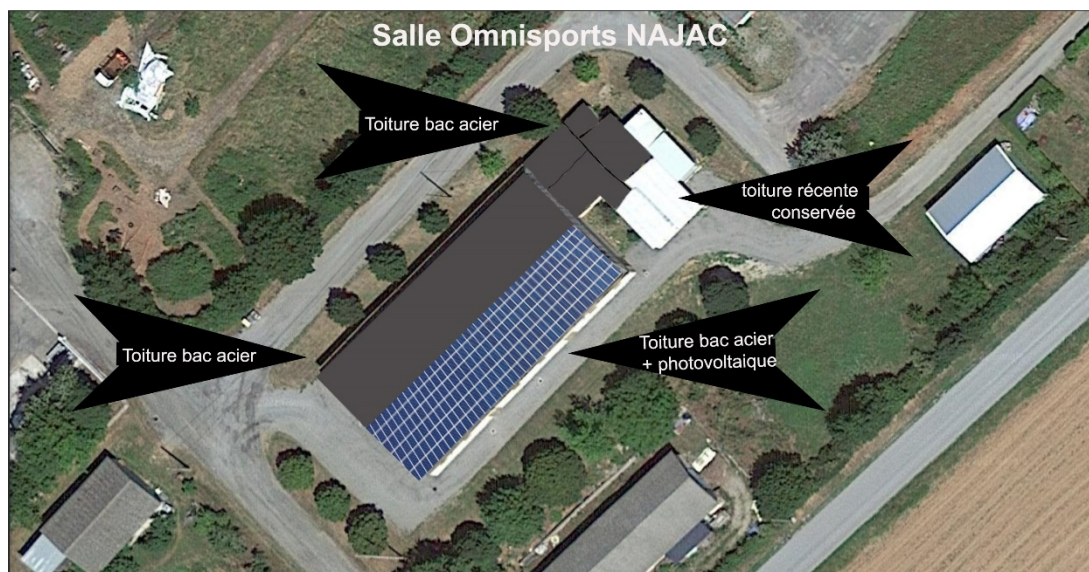 Salle Omnisports NAJAC
Toiture bac acier
toiture récente
conservée
Toiture bac acier
Toiture bac acier
+ photovoltaique